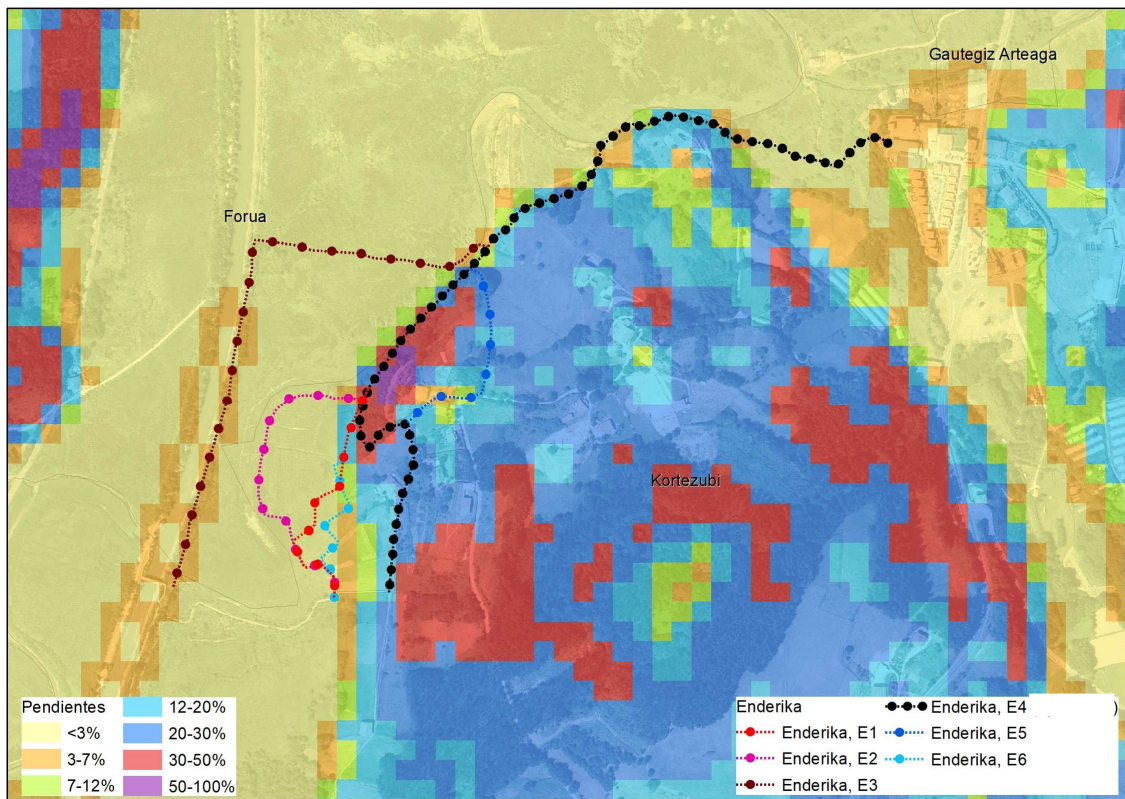 Gautegiz Arteaga
Forua
Kortezubi
Pendientes
<3%
3-7%
7-12%
12-20%
20-30%
30-50%
50-100%
Enderika
Enderika, E1
Enderika, E2
Enderika, E3
Enderika, E4 )
Enderika, E5
Enderika, E6